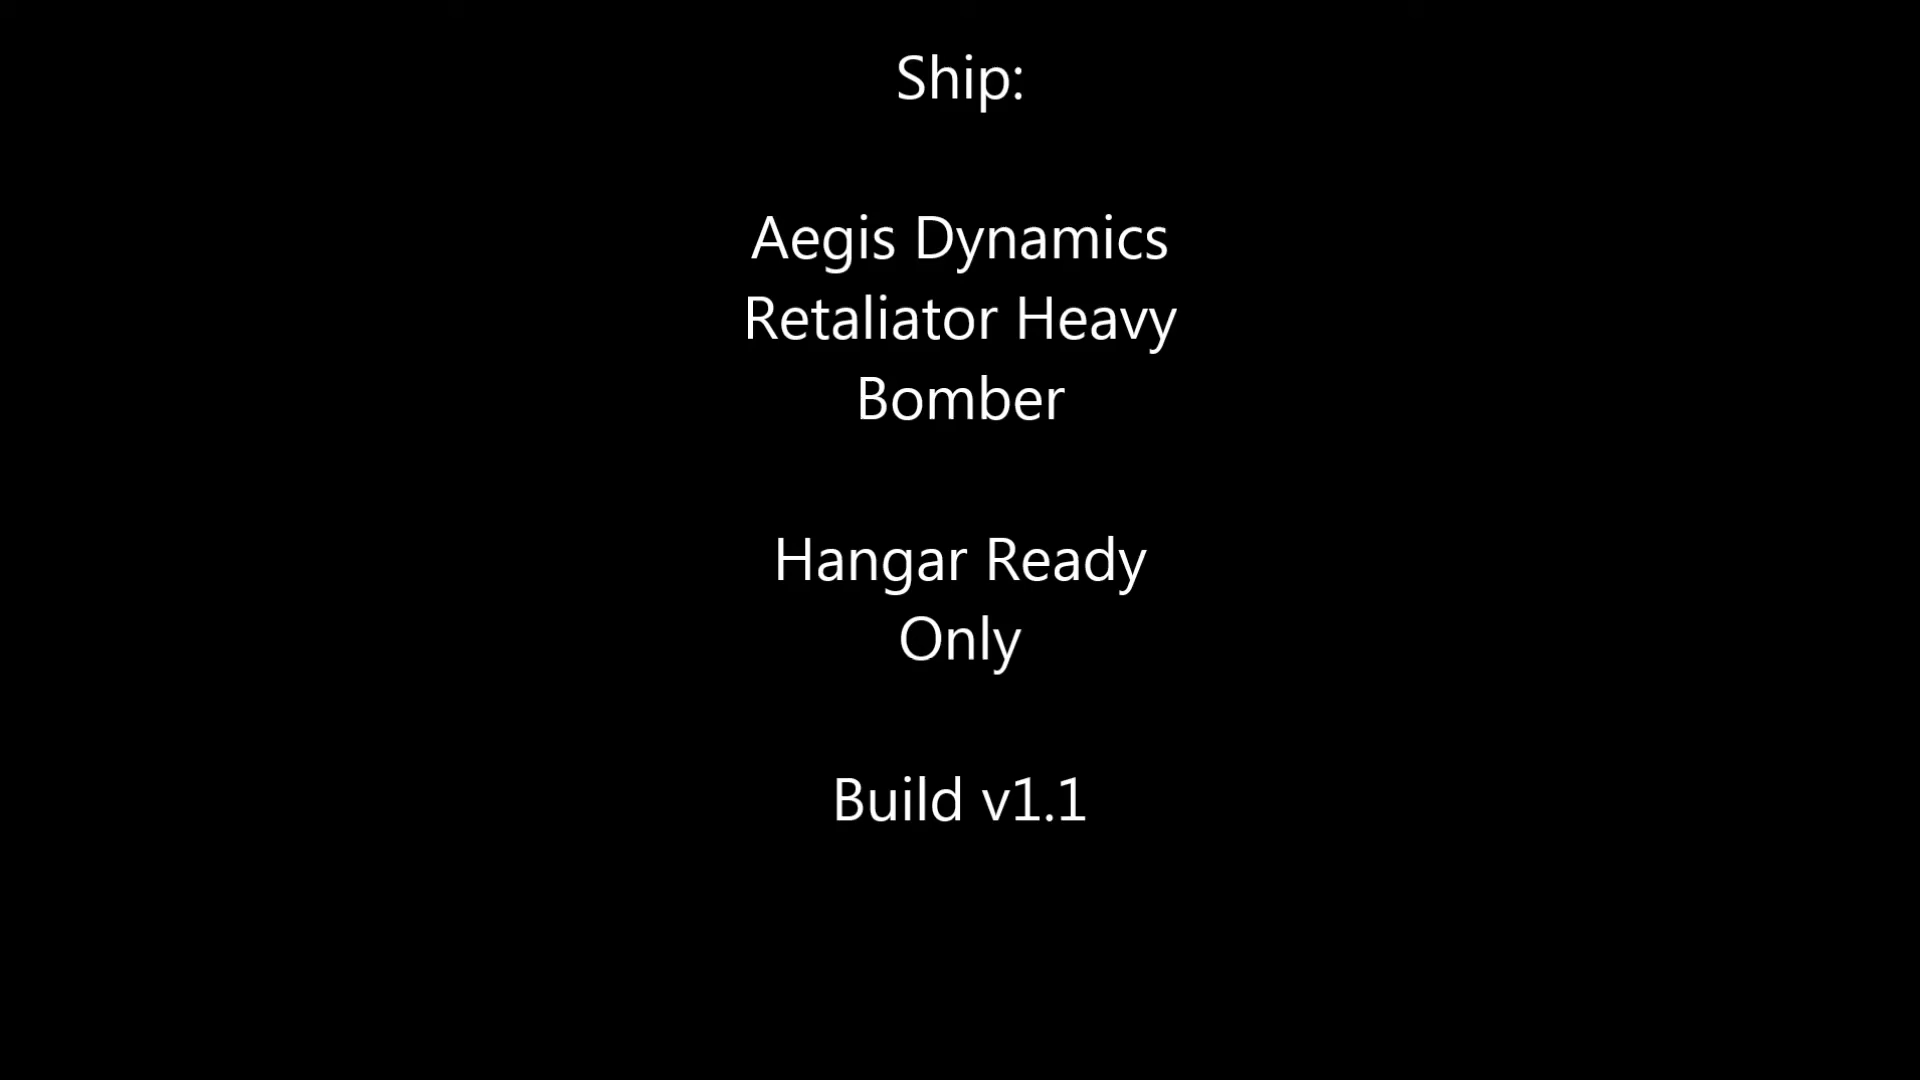 Ship:
Aegis Dynamics
Retaliator Heavy
Bomber
Hangar Ready
Only
Build v1.1